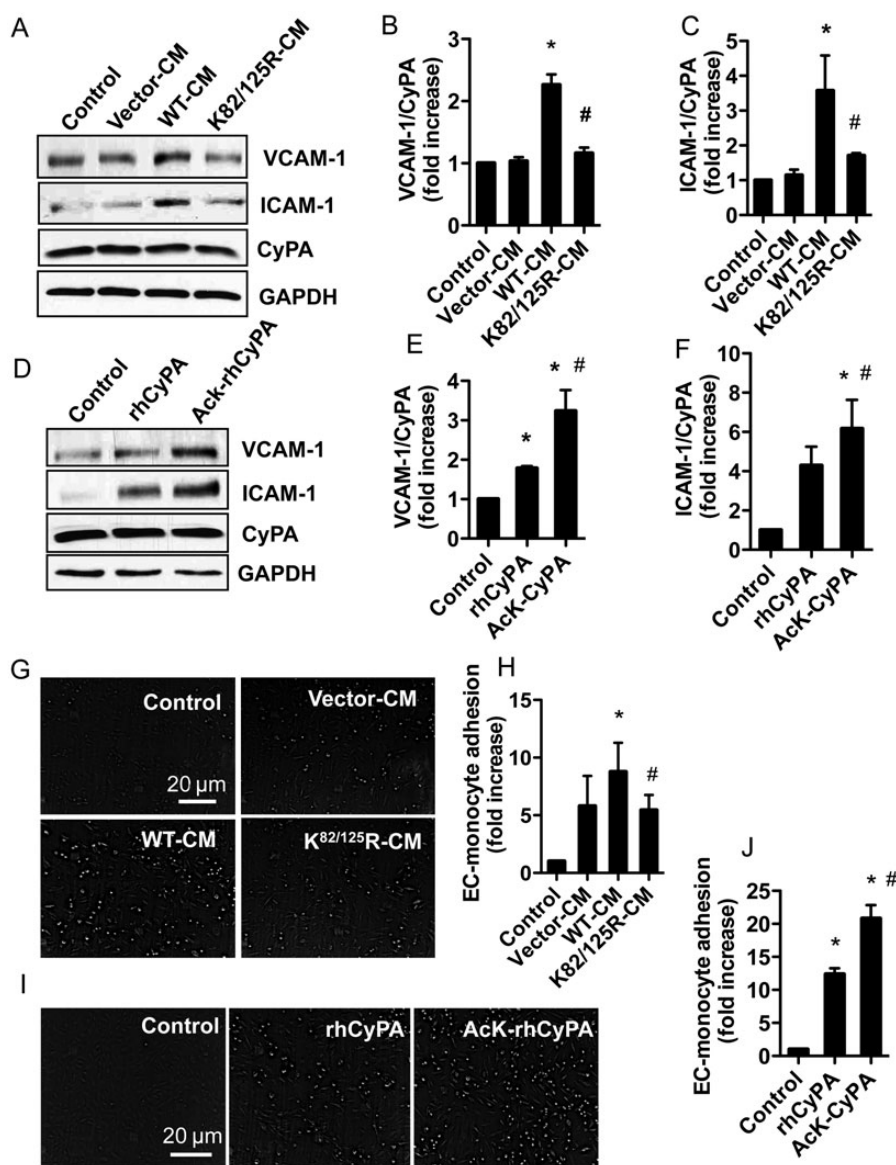 A
Control
Vector-CM
WT-CM
K82/125R-CM
VCAM-1
ICAM-1
CyPA
GAPDH
B
VCAM-1/CyPA
(fold increase)
3
2
1
0
*
#
Control
Vector-CM
WT-CM
K82/125R-CM
C
ICAM-1/CyPA
(fold increase)
5
4
3
2
1
0
*
#
Control
Vector-CM
WT-CM
K82/125R-CM
D
Control
rhCyPA
Ack-rhCyPA
VCAM-1
ICAM-1
CyPA
GAPDH
E
VCAM-1/CyPA
(fold increase)
4
3
2
1
0
*
* #
Control
rhCyPA
AcK-CyPA
F
ICAM-1/CyPA
(fold increase)
8
6
4
2
0
* #
Control
rhCyPA
AcK-CyPA
G
Control
20 µm
Vector-CM
WT-CM
K82/125R-CM
H
EC-monocyte adhesion
(fold increase)
15
10
5
0
*
#
Control
Vector-CM
WT-CM
K82/125R-CM
I
Control
20 µm
rhCyPA
AcK-rhCyPA
J
EC-monocyte adhesion
(fold increase)
25
20
15
10
5
0
*
* #
Control
rhCyPA
AcK-CyPA